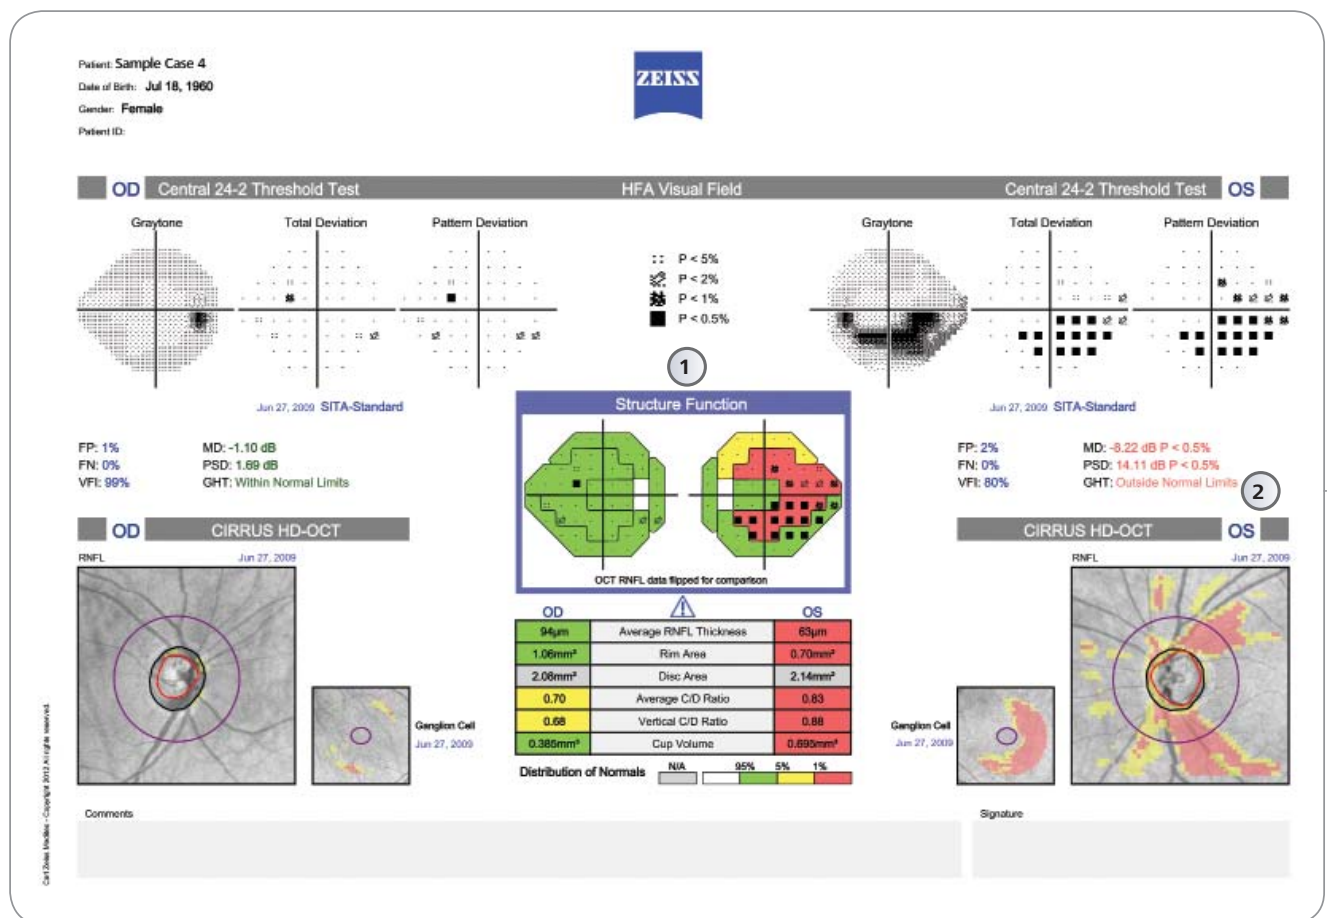 Patient: Sample Case 4
Date of Birth: Jul 18, 1960
Gender: Female
Patient ID:
ZEISS
OD Central 24-2 Threshold Test HFA Visual Field Central 24-2 Threshold Test OS
Graytone Total Deviation Pattern Deviation Graytone Total Deviation Pattern Deviation
P < 5%
P < 2%
P < 1%
P < 0.5%
Jun 27, 2009 SITA-Standard
Jun 27, 2009 SITA-Standard
FP: 1% MD: -1.10 dB
FN: 0% PSD: 1.69 dB
VFI: 99% GHT: Within Normal Limits
1
Structure Function
OCT RNFL data flipped for comparison
FP: 2% MD: -8.22 dB P < 0.5%
FN: 0% PSD: 14.11 dB P < 0.5%
VFI: 80% GHT: Outside Normal Limits
2
OD CIRRUS HD-OCT
RNFL Jun 27, 2009
Ganglion Cell
Jun 27, 2009
OD OS
94µm Average RNFL Thickness 63µm
1.06mm² Rim Area 0.70mm²
2.08mm² Disc Area 2.14mm²
0.70 Average C/D Ratio 0.83
0.68 Vertical C/D Ratio 0.88
0.385mm³ Cup Volume 0.695mm³
Distribution of Normals N/A 95% 5% 1%
CIRRUS HD-OCT OS
RNFL Jun 27, 2009
Ganglion Cell
Jun 27, 2009
Comments
Signature
Carl Zeiss Meditec - Copyright 2012 All rights reserved.